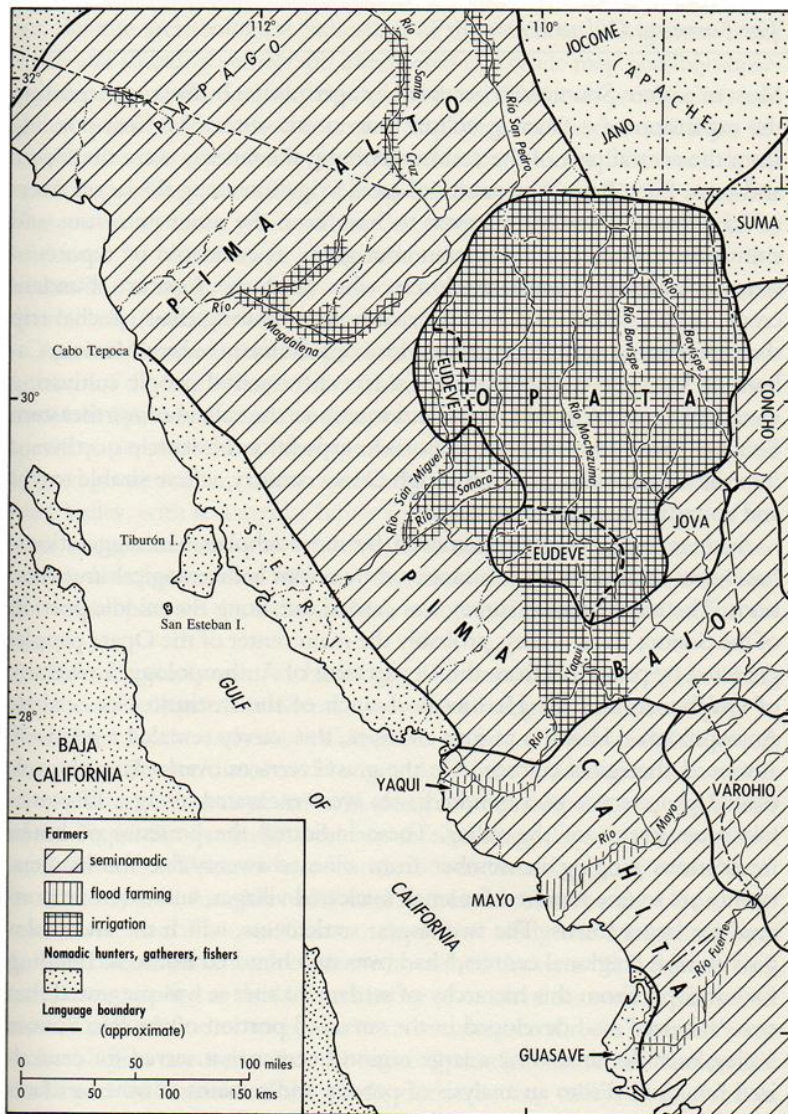 112°
110°
32°
PAPAGO
Río
Santa
Cruz
Río San Pedro
JOCOME
(APACHE)
JANO
SUMA
PIMA ALTO
Río
Magdalena
Cabo Tepoca
30°
EUDEVE
OPATA
Río Bavispe
Río
Bavispe
Río Moctezuma
CONCHO
Río San Miguel
Río Sonora
JOVA
EUDEVE
Tiburón I.
SERI
San Esteban I.
PIMA BAJO
Río Yaqui
28°
GULF
OF
CALIFORNIA
BAJA
CALIFORNIA
YAQUI
CAHITA
VAROHIO
Río Mayo
MAYO
Río Fuerte
GUASAVE
Farmers
seminomadic
flood farming
irrigation
Nomadic hunters, gatherers, fishers
Language boundary
(approximate)
0 50 100 miles
0 50 100 150 kms